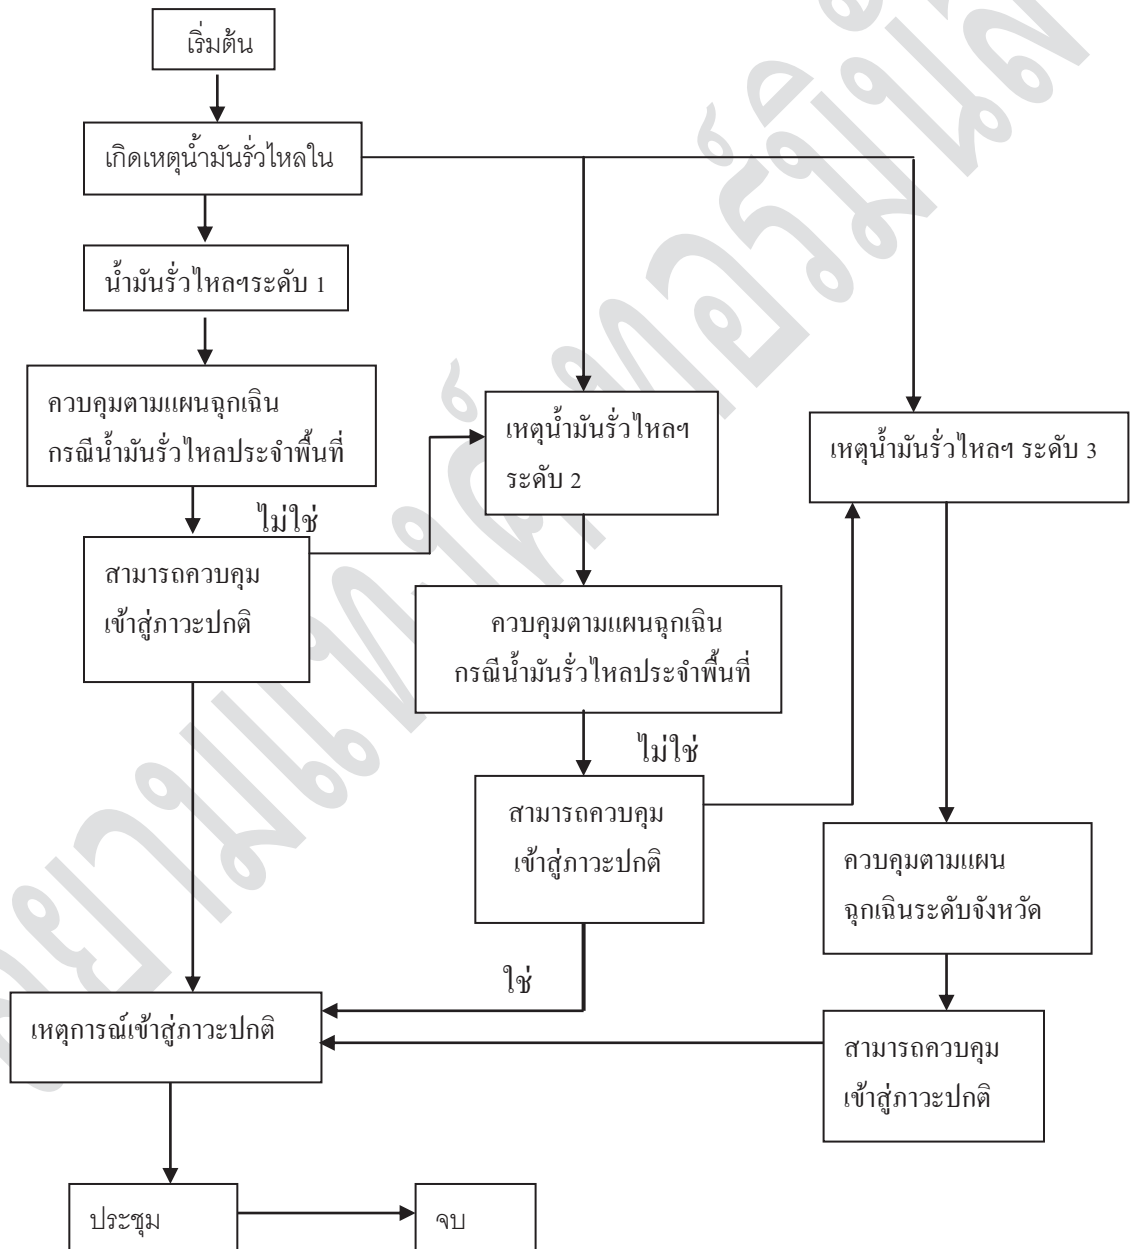 เริ่มต้น
เกิดเหตุน้ำมันรั่วไหลใน
น้ำมันรั่วไหลฯระดับ 1
ควบคุมตามแผนฉุกเฉิน
กรณีน้ำมันรั่วไหลประจำพื้นที่
ไม่ใช่
สามารถควบคุม
เข้าสู่ภาวะปกติ
เหตุน้ำมันรั่วไหลฯ
ระดับ 2
เหตุน้ำมันรั่วไหลฯ ระดับ 3
ควบคุมตามแผนฉุกเฉิน
กรณีน้ำมันรั่วไหลประจำพื้นที่
ไม่ใช่
สามารถควบคุม
เข้าสู่ภาวะปกติ
ควบคุมตามแผน
ฉุกเฉินระดับจังหวัด
ใช่
เหตุการณ์เข้าสู่ภาวะปกติ
สามารถควบคุม
เข้าสู่ภาวะปกติ
ประชุม
จบ